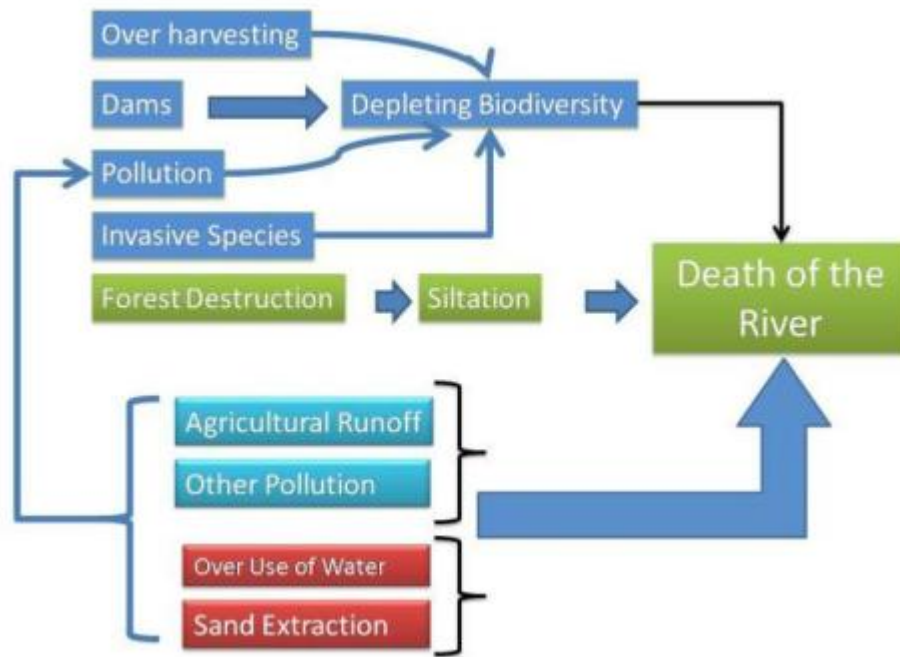 Over harvesting
Dams
Depleting Biodiversity
Pollution
Invasive Species
Forest Destruction
Siltation
Death of the
River
Agricultural Runoff
Other Pollution
Over Use of Water
Sand Extraction